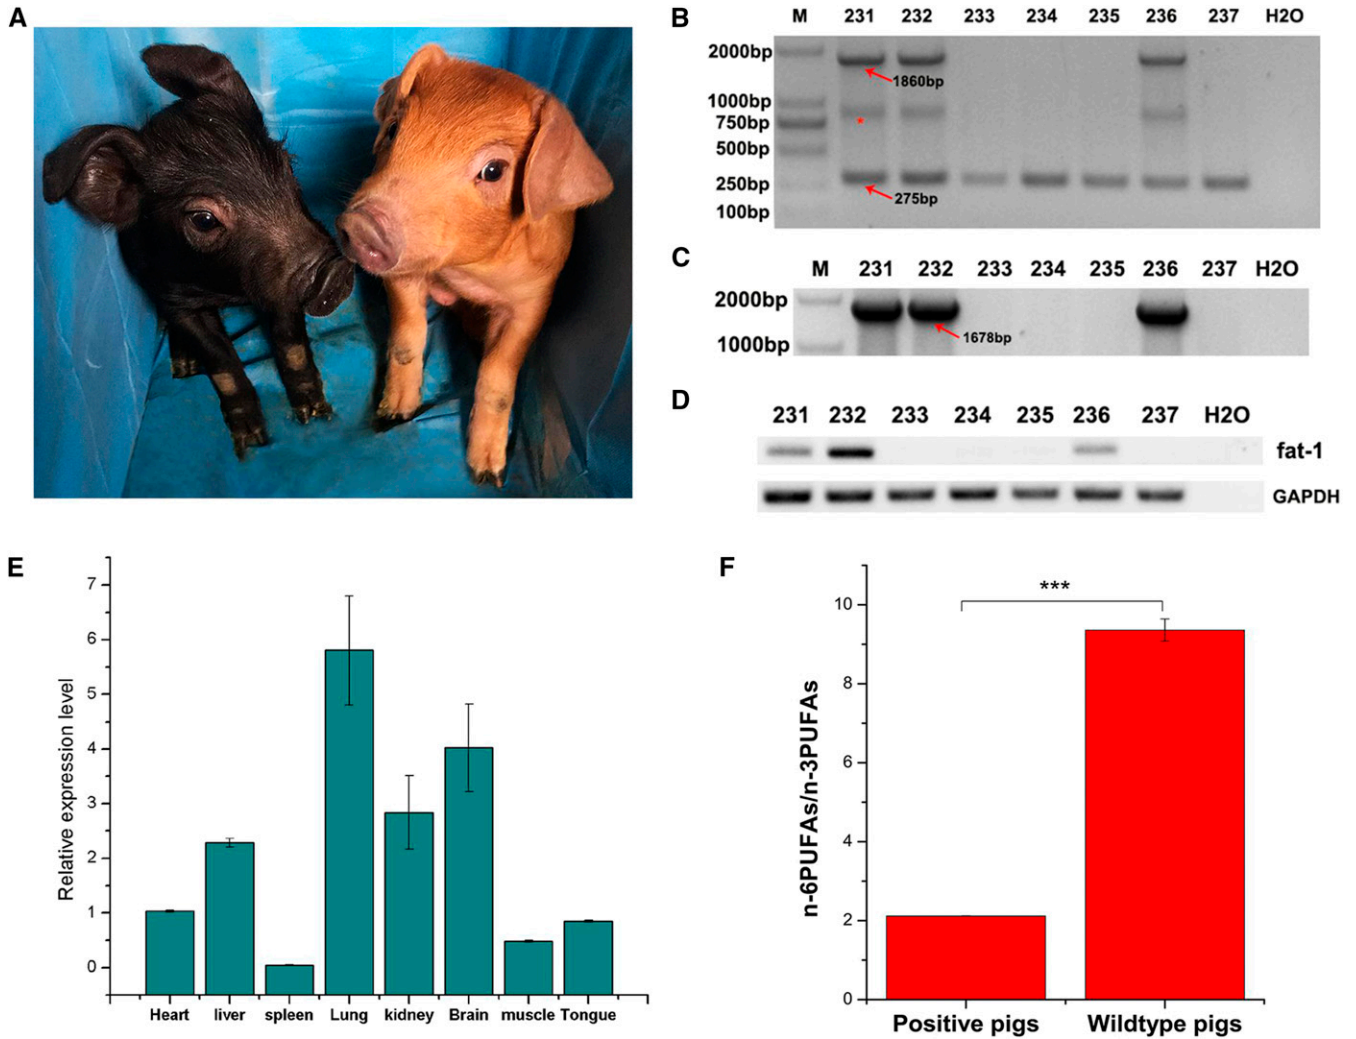 A
B
M 231 232 233 234 235 236 237 H2O
2000bp
1860bp
1000bp
750bp
*
500bp
250bp
275bp
100bp
C
M 231 232 233 234 235 236 237 H2O
2000bp
1678bp
1000bp
D
231 232 233 234 235 236 237 H2O
fat-1
GAPDH
E
Relative expression level
7
6
5
4
3
2
1
0
Heart liver spleen Lung kidney Brain muscle Tongue
F
n-6PUFAs/n-3PUFAs
***
10
8
6
4
2
0
Positive pigs Wildtype pigs